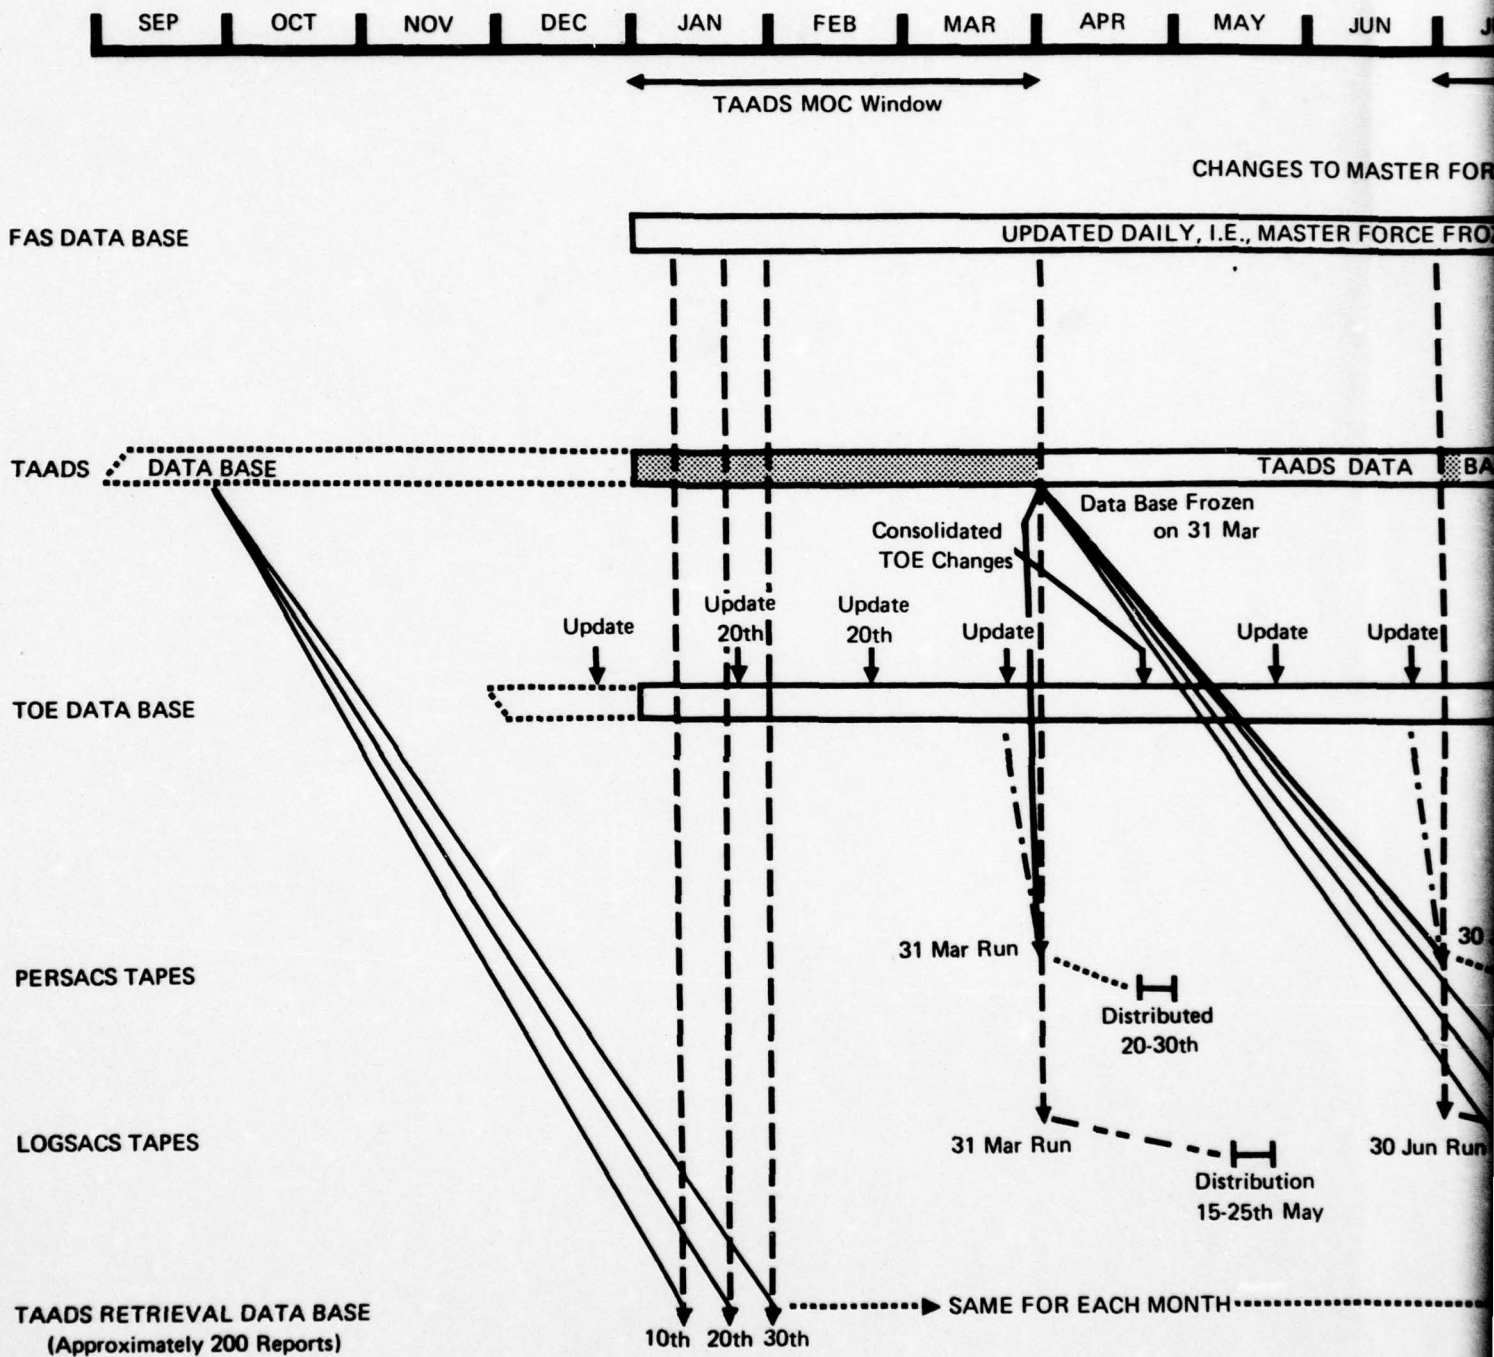 SEP OCT NOV DEC JAN FEB MAR APR MAY JUN
TAADS MOC Window
CHANGES TO MASTER FOR
FAS DATA BASE
UPDATED DAILY, I.E., MASTER FORCE FRO
TAADS
DATA BASE
TAADS DATA BA
Data Base Frozen
on 31 Mar
Consolidated
TOE Changes
Update
Update
20th
Update
20th
Update
Update
Update
TOE DATA BASE
31 Mar Run
30
PERSACS TAPES
Distributed
20-30th
LOGSACS TAPES
31 Mar Run
30 Jun Run
Distribution
15-25th May
TAADS RETRIEVAL DATA BASE
(Approximately 200 Reports)
10th 20th 30th
SAME FOR EACH MONTH